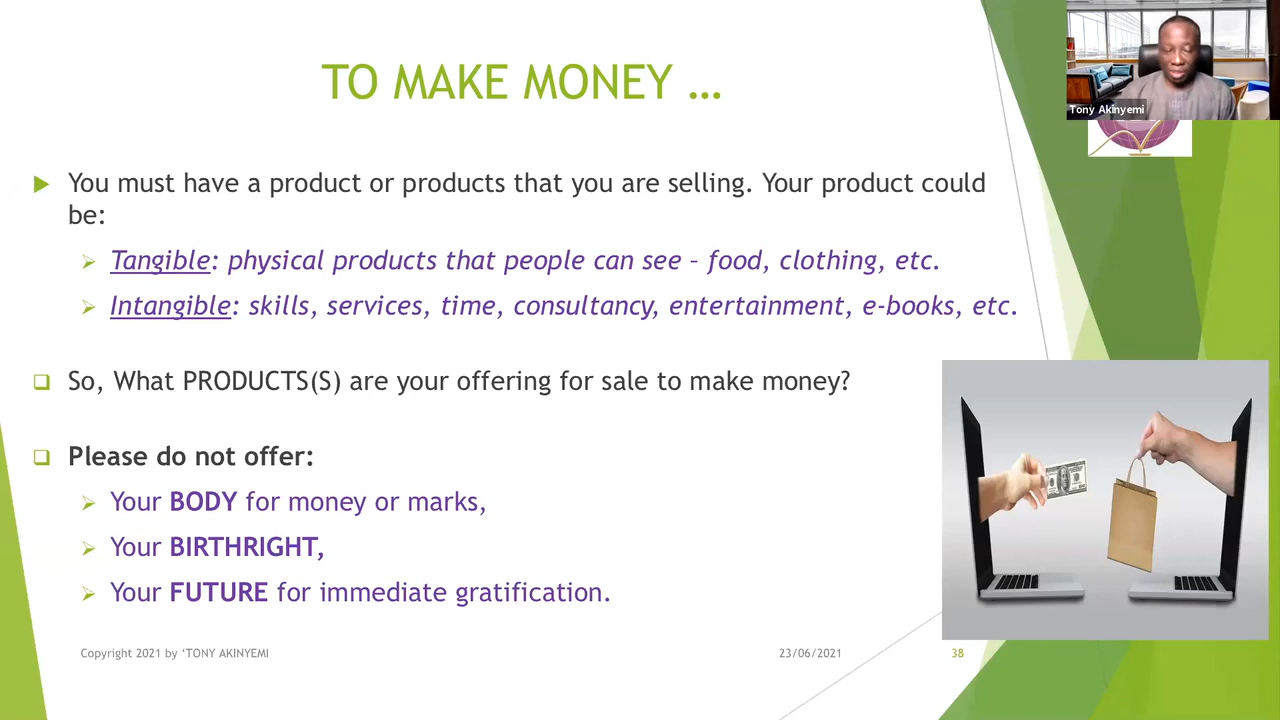 TO MAKE MONEY ...
Tony Akinyemi
You must have a product or products that you are selling. Your product could
be:
Tangible: physical products that people can see – food, clothing, etc.
Intangible: skills, services, time, consultancy, entertainment, e-books, etc.
So, What PRODUCTS(S) are your offering for sale to make money?
Please do not offer:
Your BODY for money or marks,
Your BIRTHRIGHT,
Your FUTURE for immediate gratification.
Copyright 2021 by ‘TONY AKINYEMI
23/06/2021
38